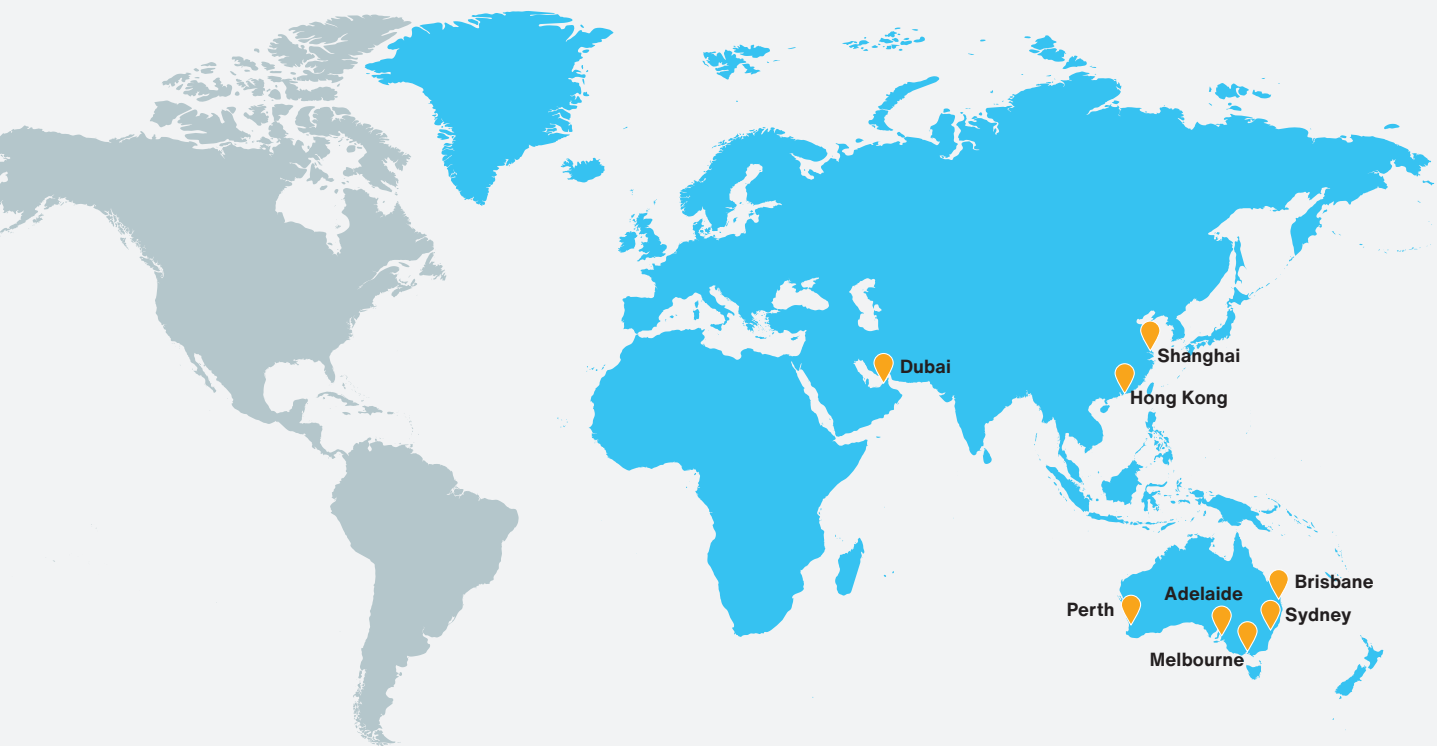 Shanghai
Dubai
Hong Kong
Brisbane
Adelaide
Perth
Sydney
Melbourne